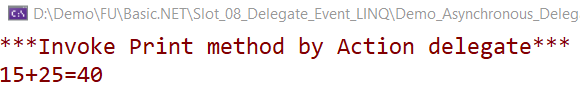 D:\Demo\FU\Basic.NET\Slot_08_Delegate_Event_LINQ\Demo_Asynchronous_Deleg
***Invoke Print method by Action delegate***
15+25=40